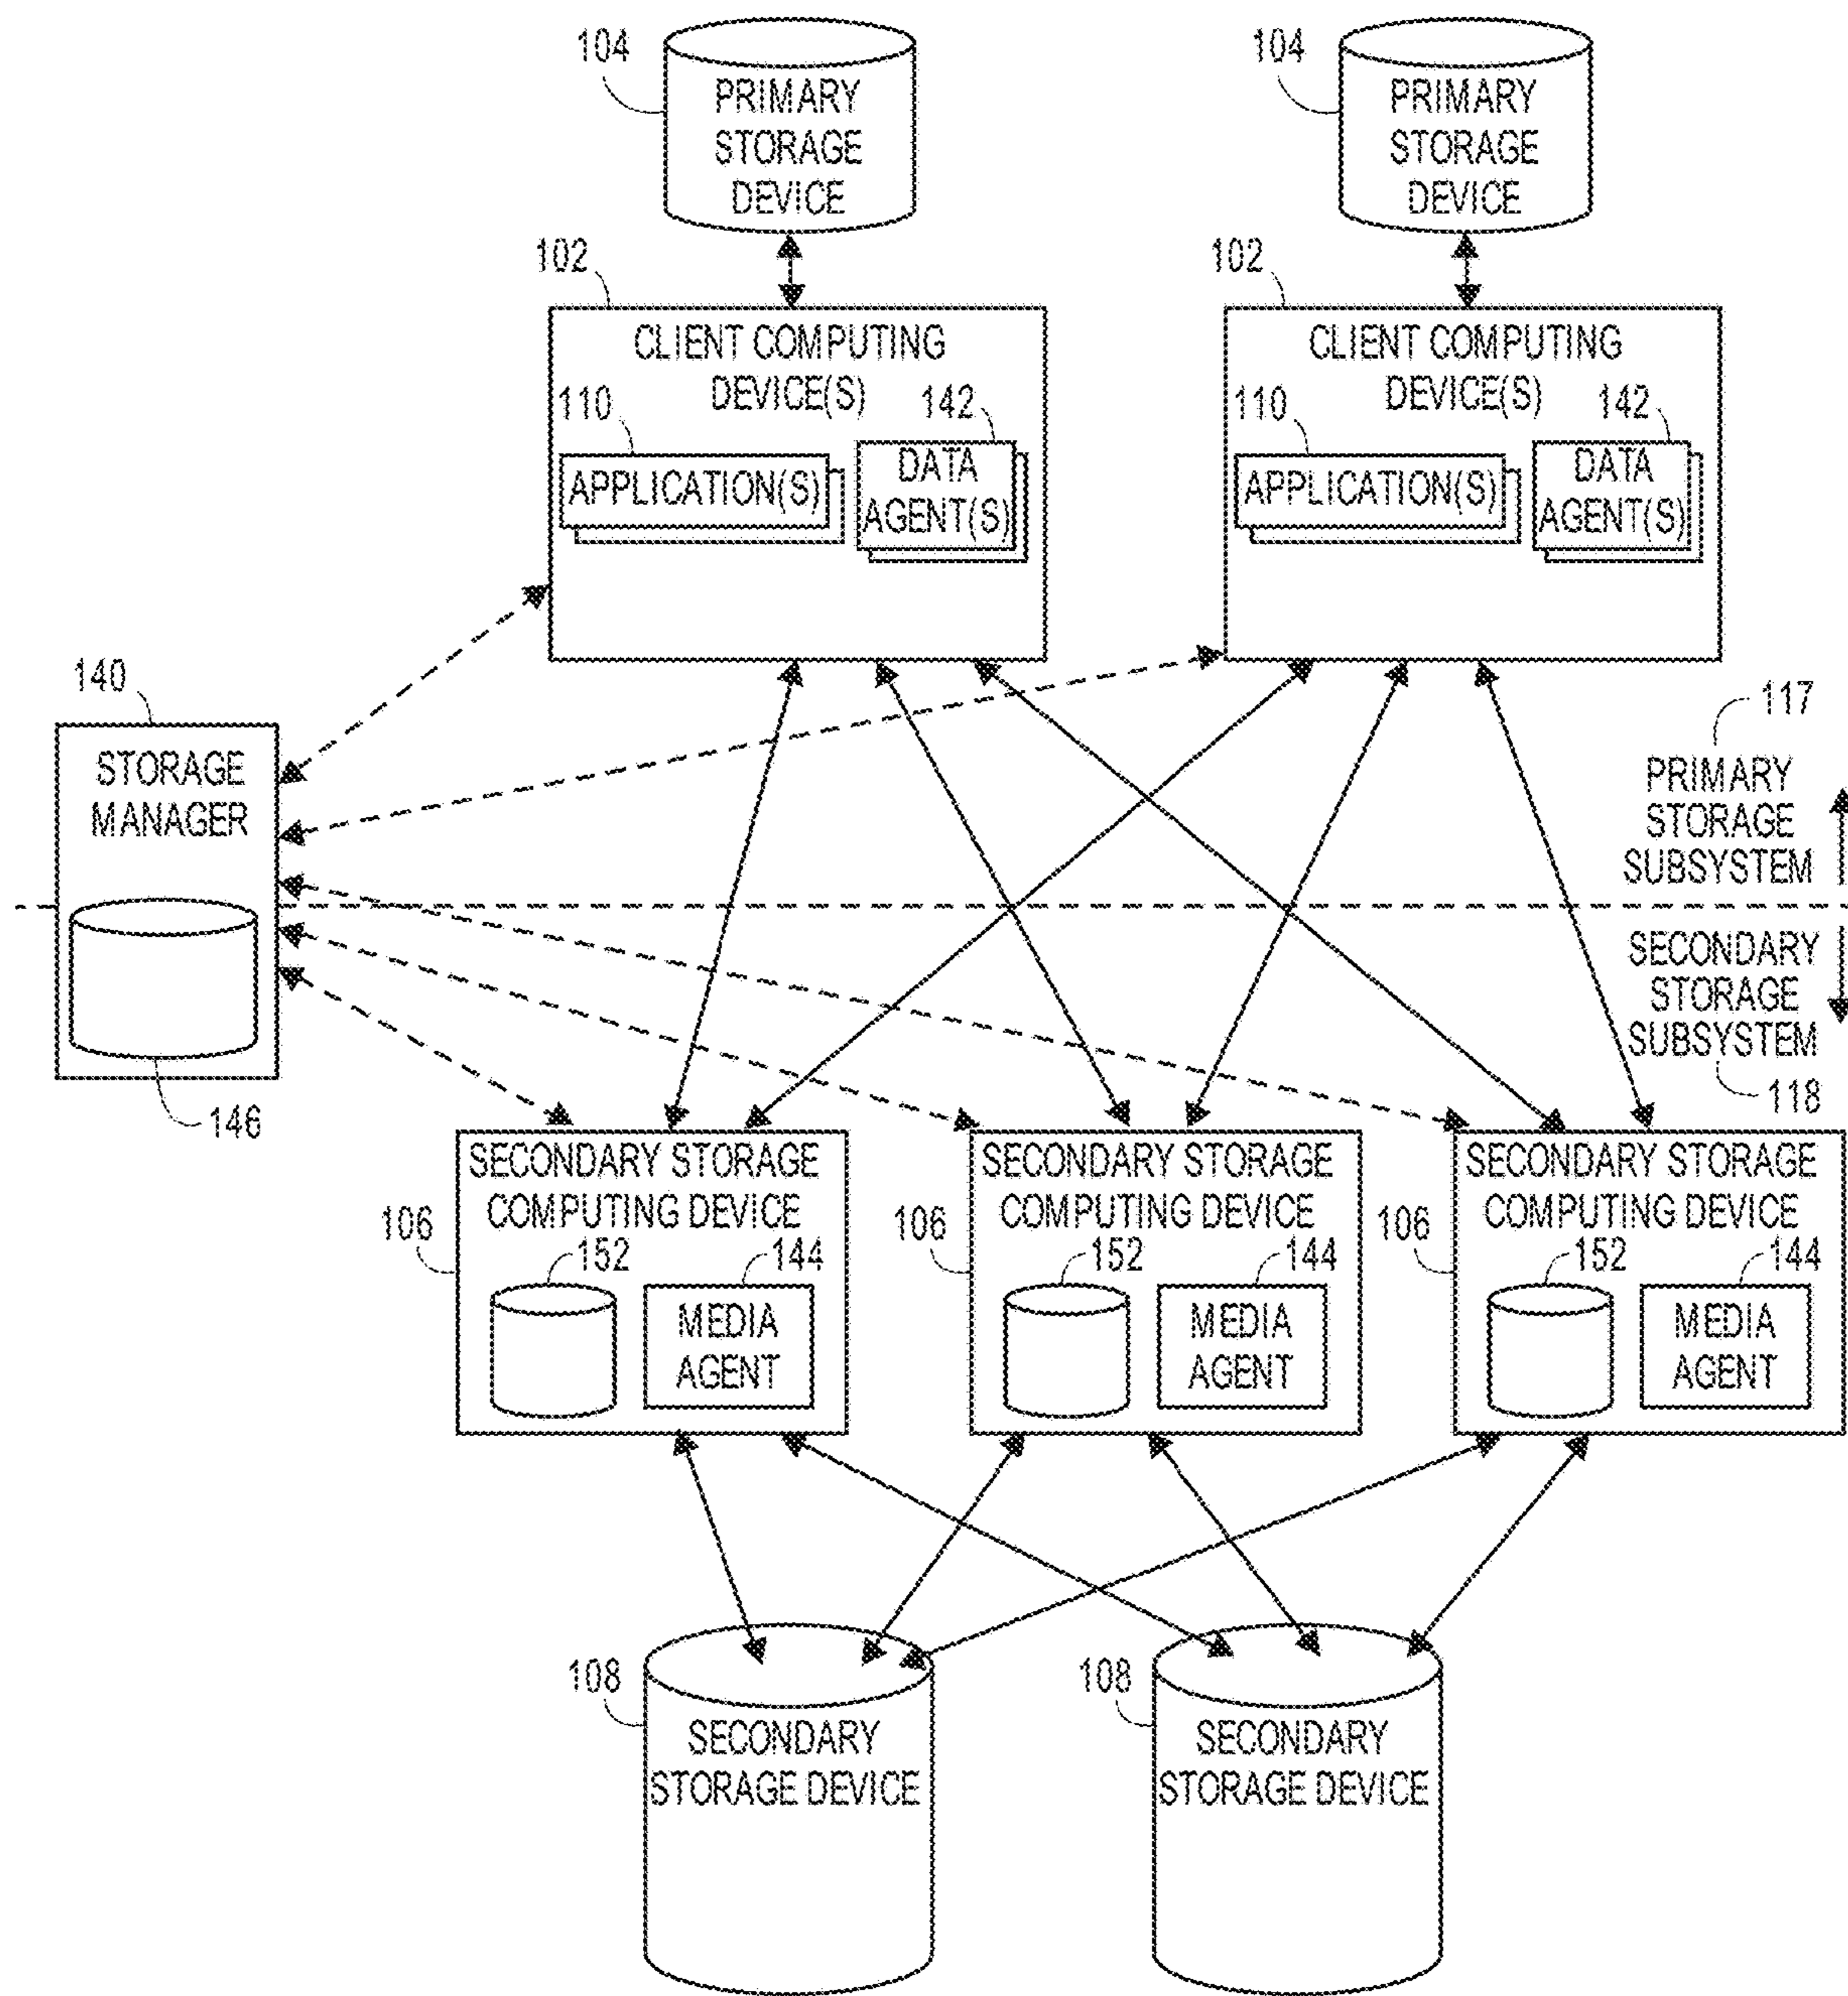 104
PRIMARY
STORAGE
DEVICE
104
PRIMARY
STORAGE
DEVICE
102
CLIENT COMPUTING
DEVICE(S)
110
142
APPLICATION(S)
DATA
AGENT(S)
102
CLIENT COMPUTING
DEVICE(S)
110
142
APPLICATION(S)
DATA
AGENT(S)
140
STORAGE
MANAGER
146
117
PRIMARY
STORAGE
SUBSYSTEM
SECONDARY
STORAGE
SUBSYSTEM
118
SECONDARY STORAGE
COMPUTING DEVICE
106
152
144
MEDIA
AGENT
SECONDARY STORAGE
COMPUTING DEVICE
106
152
144
MEDIA
AGENT
SECONDARY STORAGE
COMPUTING DEVICE
106
152
144
MEDIA
AGENT
108
SECONDARY
STORAGE DEVICE
108
SECONDARY
STORAGE DEVICE